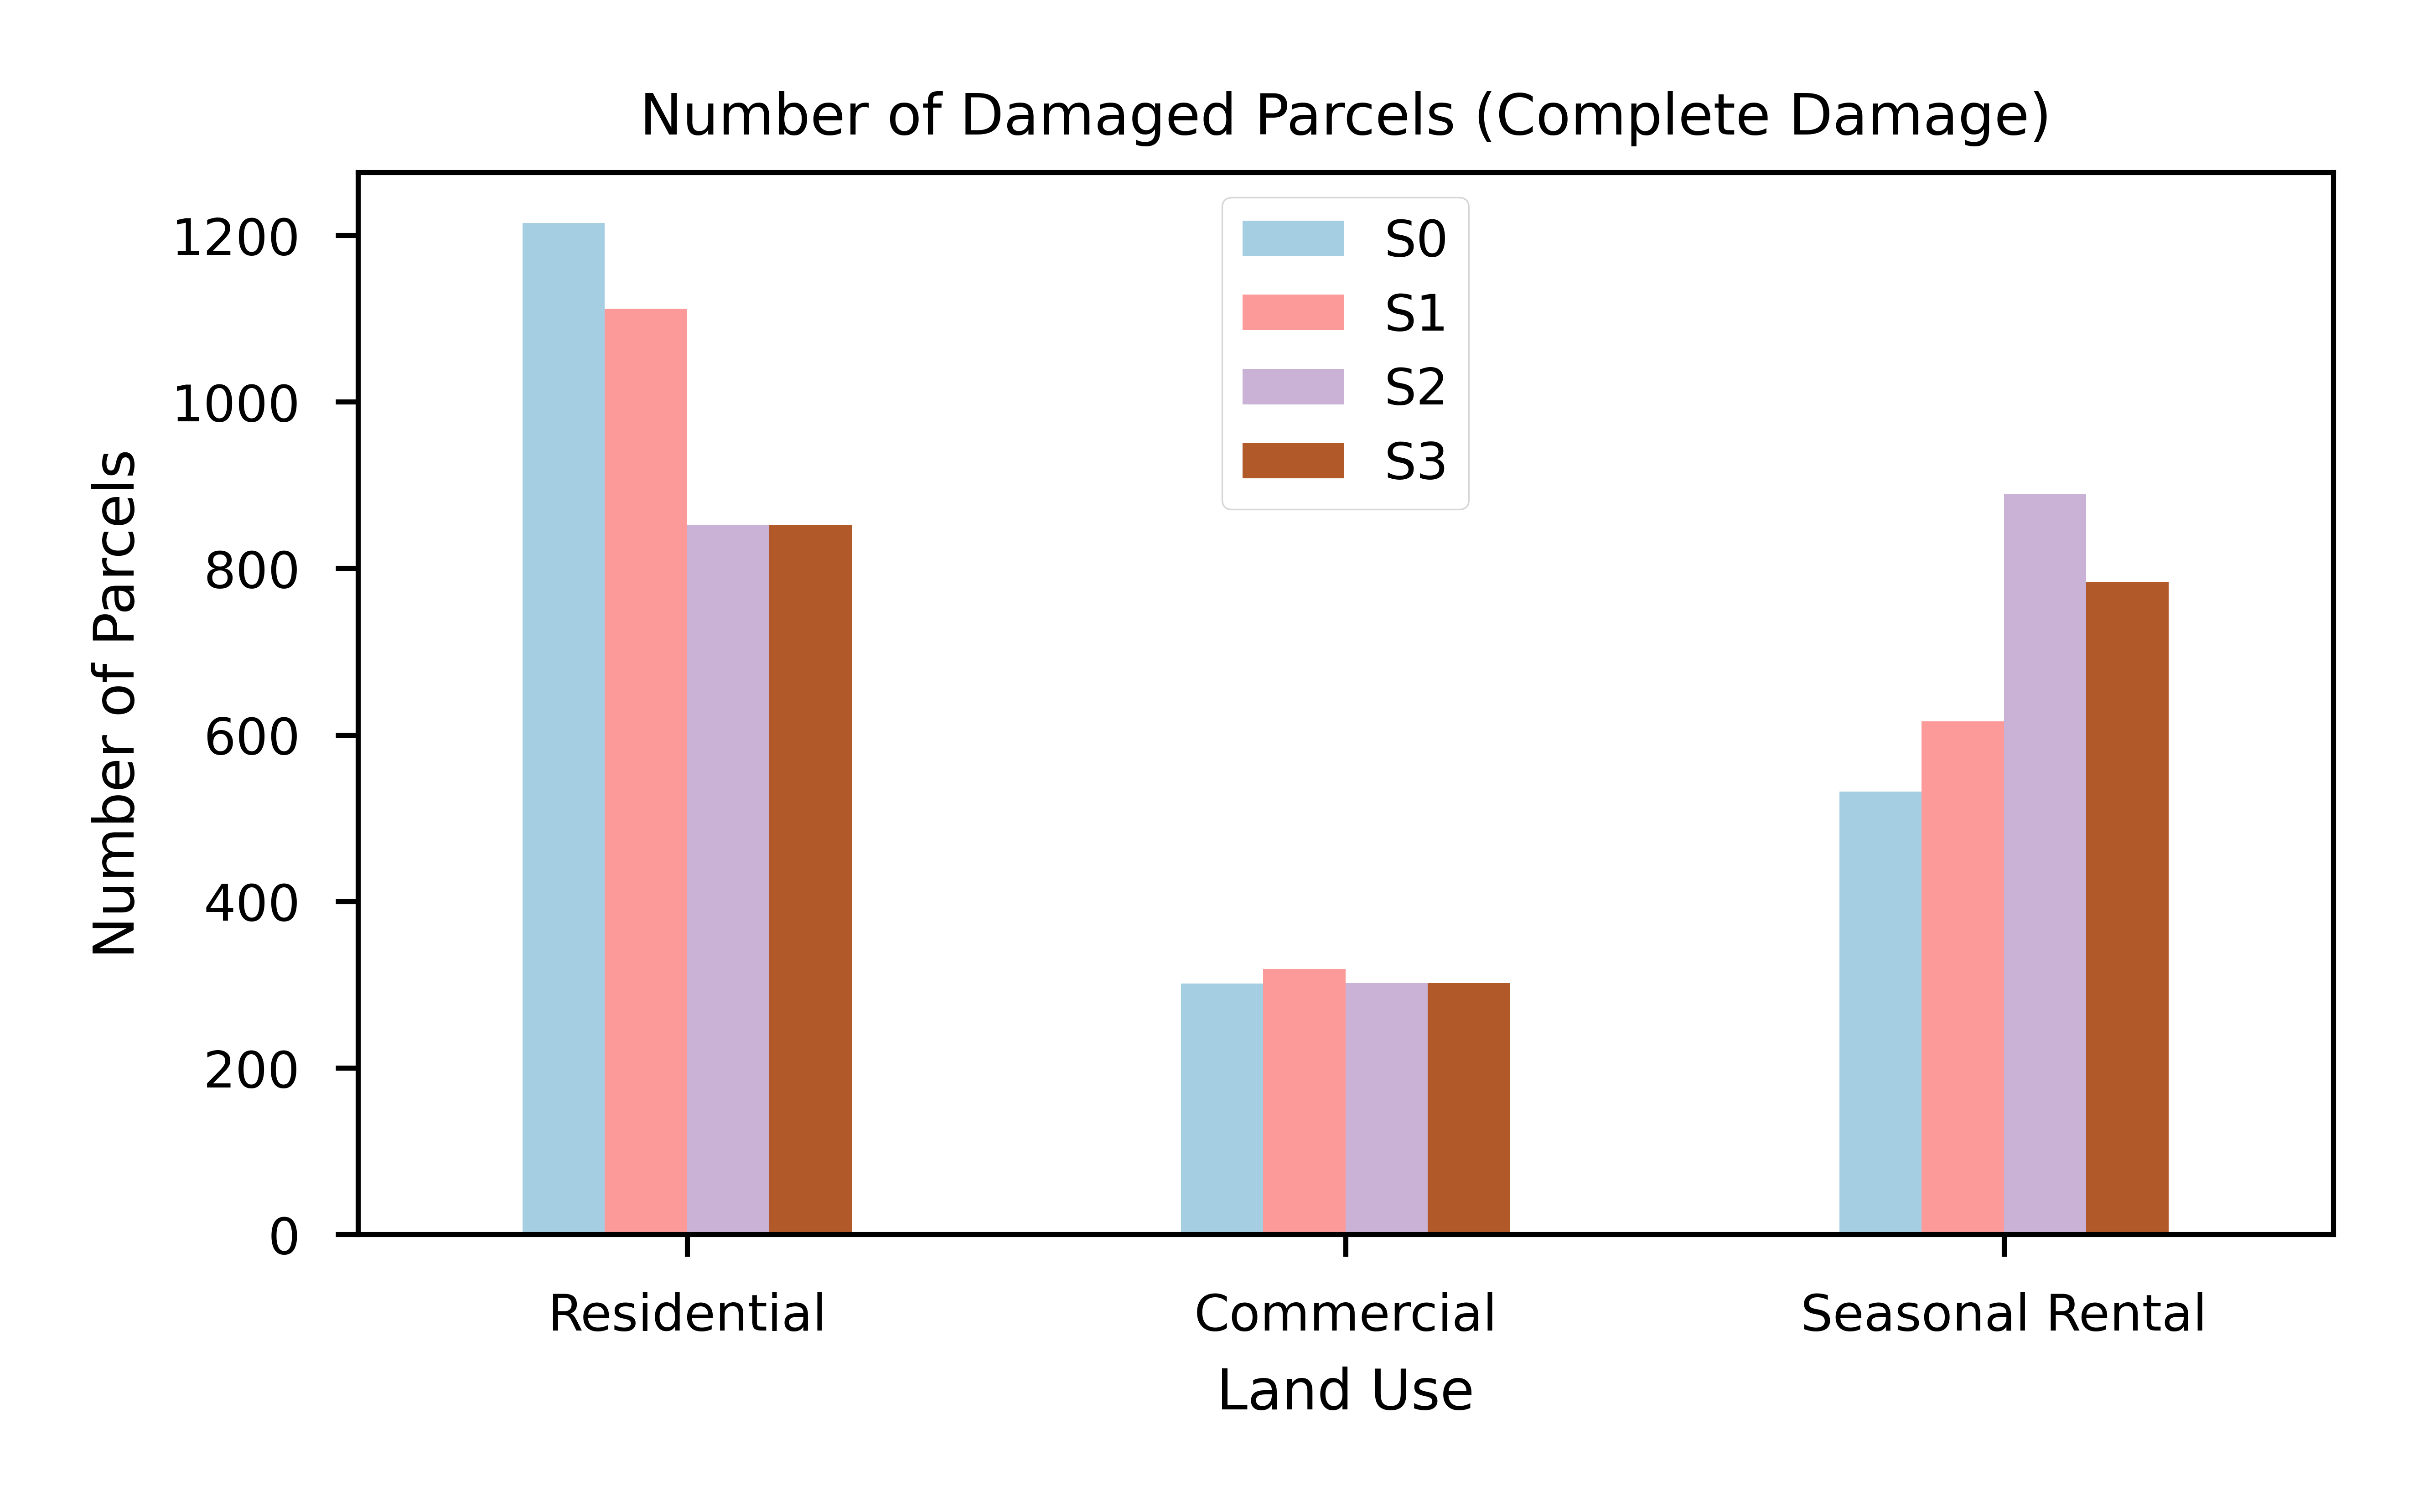 Number of Damaged Parcels (Complete Damage)
S0
S1
S2
S3
1200
1000
800
600
400
200
0
Number of Parcels
Residential
Commercial
Seasonal Rental
Land Use